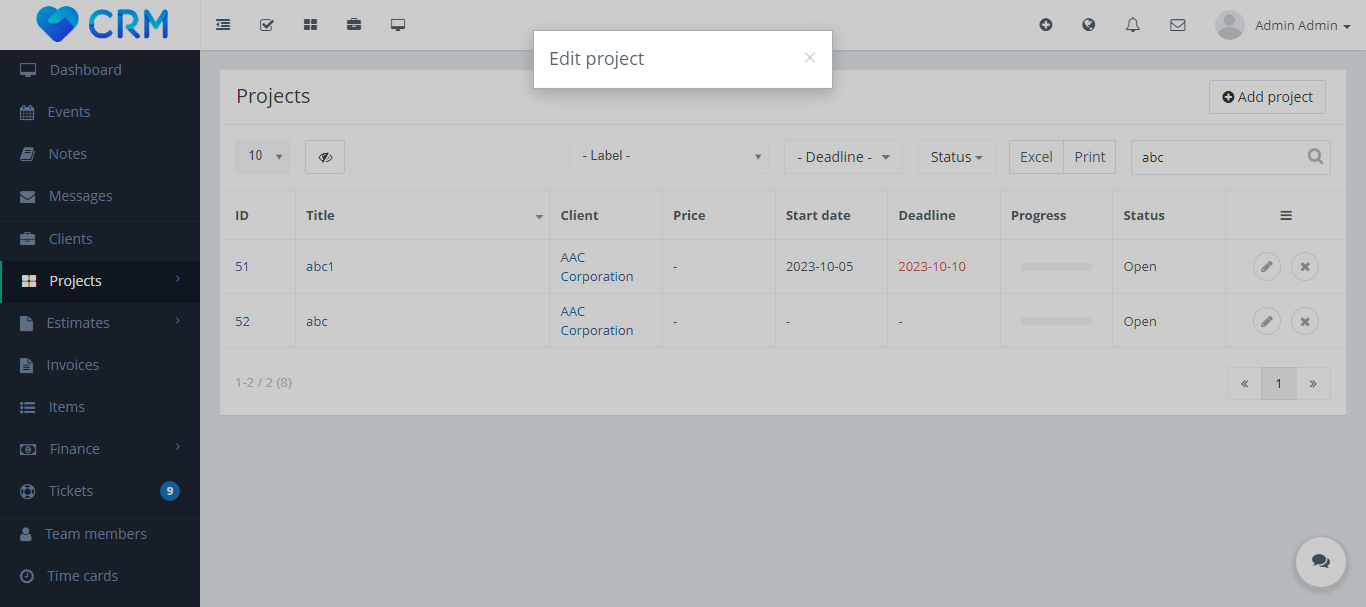 CRM
Admin Admin
Edit project
×
Dashboard
Events
Notes
Messages
Clients
Projects
Estimates
Invoices
Items
Finance
Tickets
9
Team members
Time cards
Projects
Add project
10
- Label -
- Deadline -
Status
Excel
Print
abc
ID
Title
Client
Price
Start date
Deadline
Progress
Status
51
abc1
AAC
Corporation
-
2023-10-05
2023-10-10
Open
52
abc
AAC
Corporation
-
-
-
Open
1-2 / 2 (8)
«
1
»